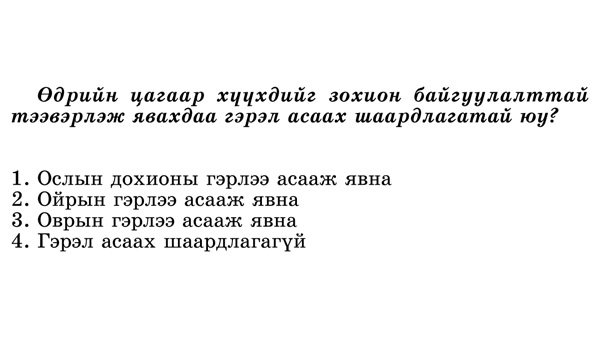 Өдрийн цагаар хүүхдийг зохион байгуулалттай
тээвэрлэж явахдаа гэрэл асаах шаардлагатай юу?
1. Ослын дохионы гэрлээ асааж явна
2. Ойрын гэрлээ асааж явна
3. Оврын гэрлээ асааж явна
4. Гэрэл асаах шаардлагагүй